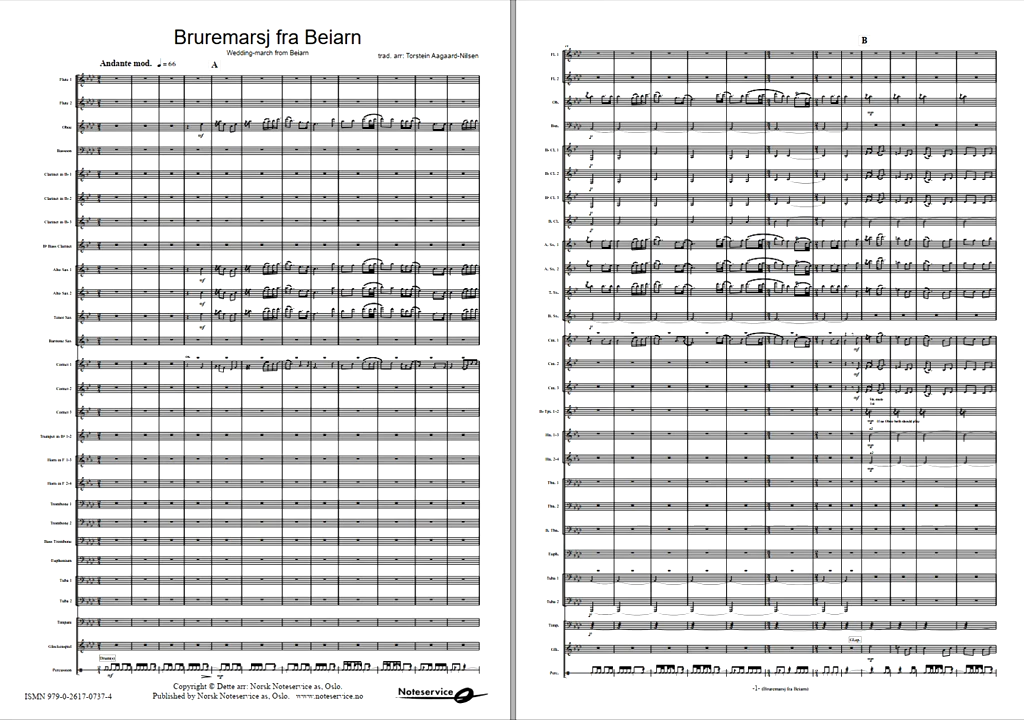 Bruremarsj fra Beiarn
Wedding-march from Beiarn
trad. arr: Torstein Aagaard-Nilsen
Andante mod. ♩= 66
A
Flute 1
Flute 2
Oboe
mf
Bassoon
Clarinet in B♭ 1
Clarinet in B♭ 2
Clarinet in B♭ 3
B♭ Bass Clarinet
Alto Sax 1
mf
Alto Sax 2
mf
Tenor Sax
mf
Baritone Sax
Cornet 1
Cornet 2
Cornet 3
Trumpet in B♭ 1-2
Horn in F 1-3
Horn in F 2-4
Trombone 1
Trombone 2
Bass Trombone
Euphonium
Tuba 1
Tuba 2
Timpani
Glockenspiel
Percussion
ISMN 979-0-2617-0737-4
Copyright © Dette arr: Norsk Noteservice as, Oslo.
Published by Norsk Noteservice as, Oslo. www.noteservice.no
Noteservice
B
Fl. 1
Fl. 2
Ob.
Bsn.
B♭ Cl. 1
B♭ Cl. 2
B♭ Cl. 3
B. Cl.
A. Sx. 1
A. Sx. 2
T. Sx.
B. Sx.
Cnt. 1
Cnt. 2
Cnt. 3
B♭ Tpt. 1-2
Hn. 1-3
Hn. 2-4
Tbn. 1
Tbn. 2
B. Tbn.
Euph.
Tuba 1
Tuba 2
Timp.
Glk.
Perc.
-1- (Bruremarsj fra Beiarn)